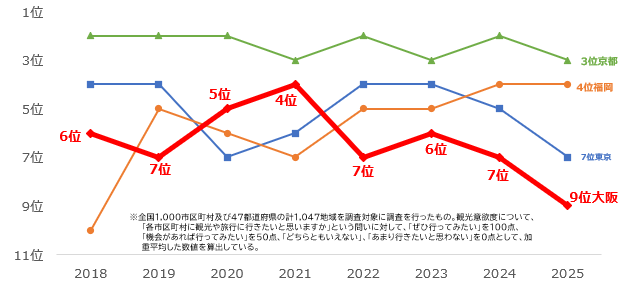 1位
3位
5位
7位
9位
11位
3位京都
4位福岡
7位東京
9位大阪
6位
7位
5位
4位
7位
6位
7位
※全国1,000市区町村及び47都道府県の計1,047地域を調査対象に調査を行ったもの。観光意欲度について、
「各市区町村に観光や旅行に行きたいと思いますか」という問いに対して、「ぜひ行ってみたい」を100点、
「機会があれば行ってみたい」を50点、「どちらともいえない」、「あまり行きたいと思わない」を0点として、加
重平均した数値を算出している。
2018
2019
2020
2021
2022
2023
2024
2025